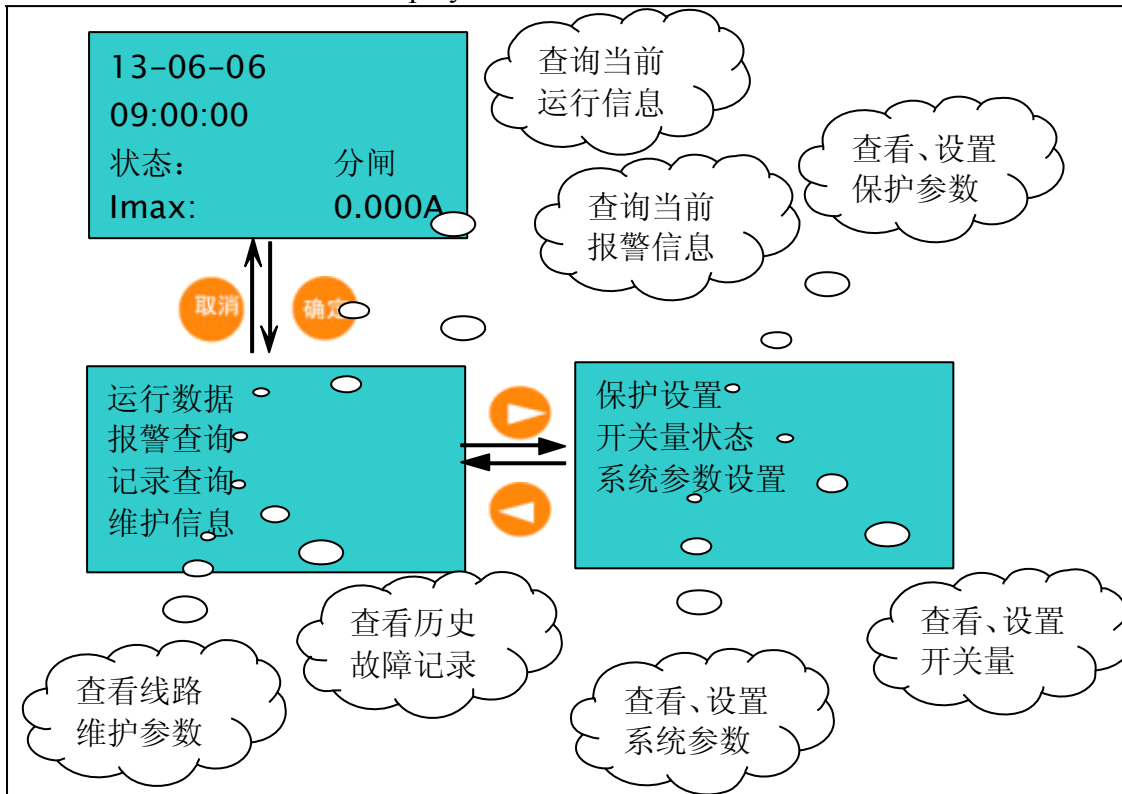 13-06-06
09:00:00
状态： 分闸
Imax: 0.000A
查询当前
运行信息
查看、设置
保护参数
查询当前
报警信息
取消
确定
运行数据
报警查询
记录查询
维护信息
保护设置
开关量状态
系统参数设置
查看历史
故障记录
查看、设置
开关量
查看线路
维护参数
查看、设置
系统参数